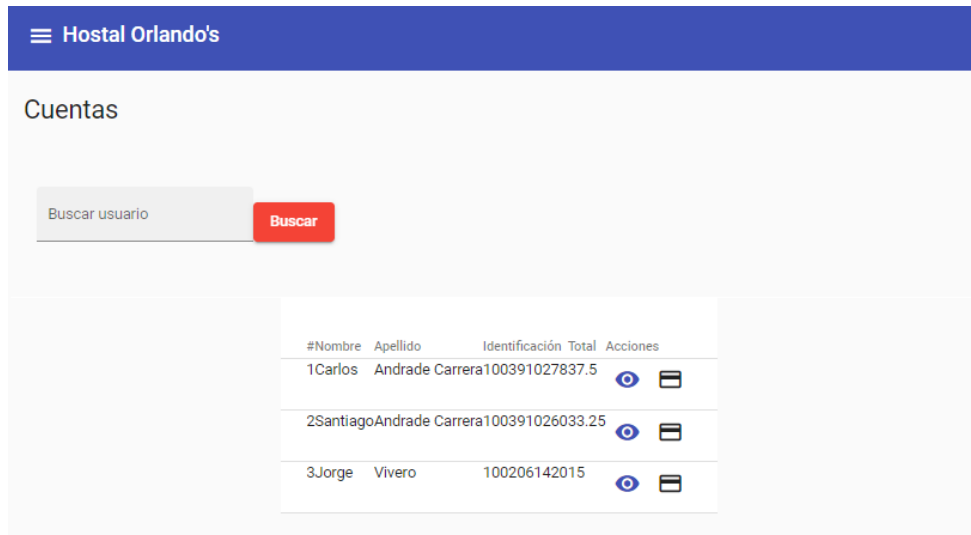 Hostal Orlando's
Cuentas
Buscar usuario
Buscar
#Nombre Apellido Identificación Total Acciones
1Carlos Andrade Carrera100391027837.5
2SantiagoAndrade Carrera100391026033.25
3Jorge Vivero 100206142015